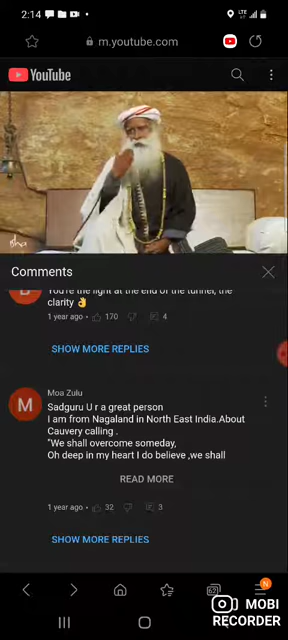 2:14
LTE
m.youtube.com
YouTube
isha
Comments
You're the light at the end of the tunnel, the
clarity 👌
1 year ago 170 4
SHOW MORE REPLIES
M
Moa Zulu
Sadguru U r a great person
I am from Nagaland in North East India.About
Cauvery calling .
"We shall overcome someday,
Oh deep in my heart I do believe ,we shall
READ MORE
1 year ago 32 3
SHOW MORE REPLIES
N
MOBI
RECORDER